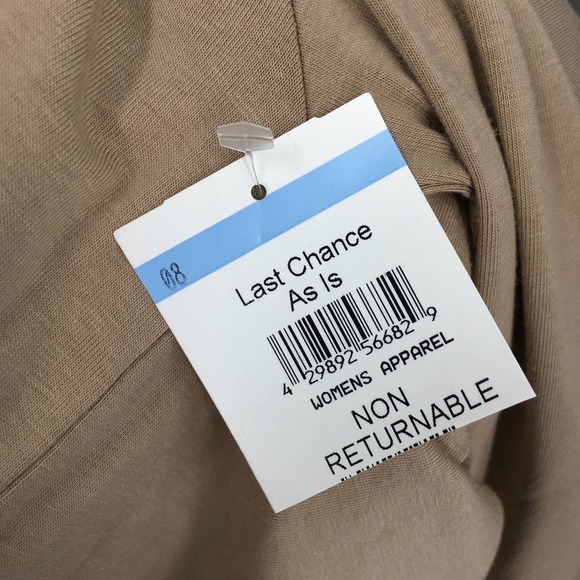 08
Last Chance
As Is
4 29892 56682 9
WOMENS APPAREL
NON
RETURNABLE